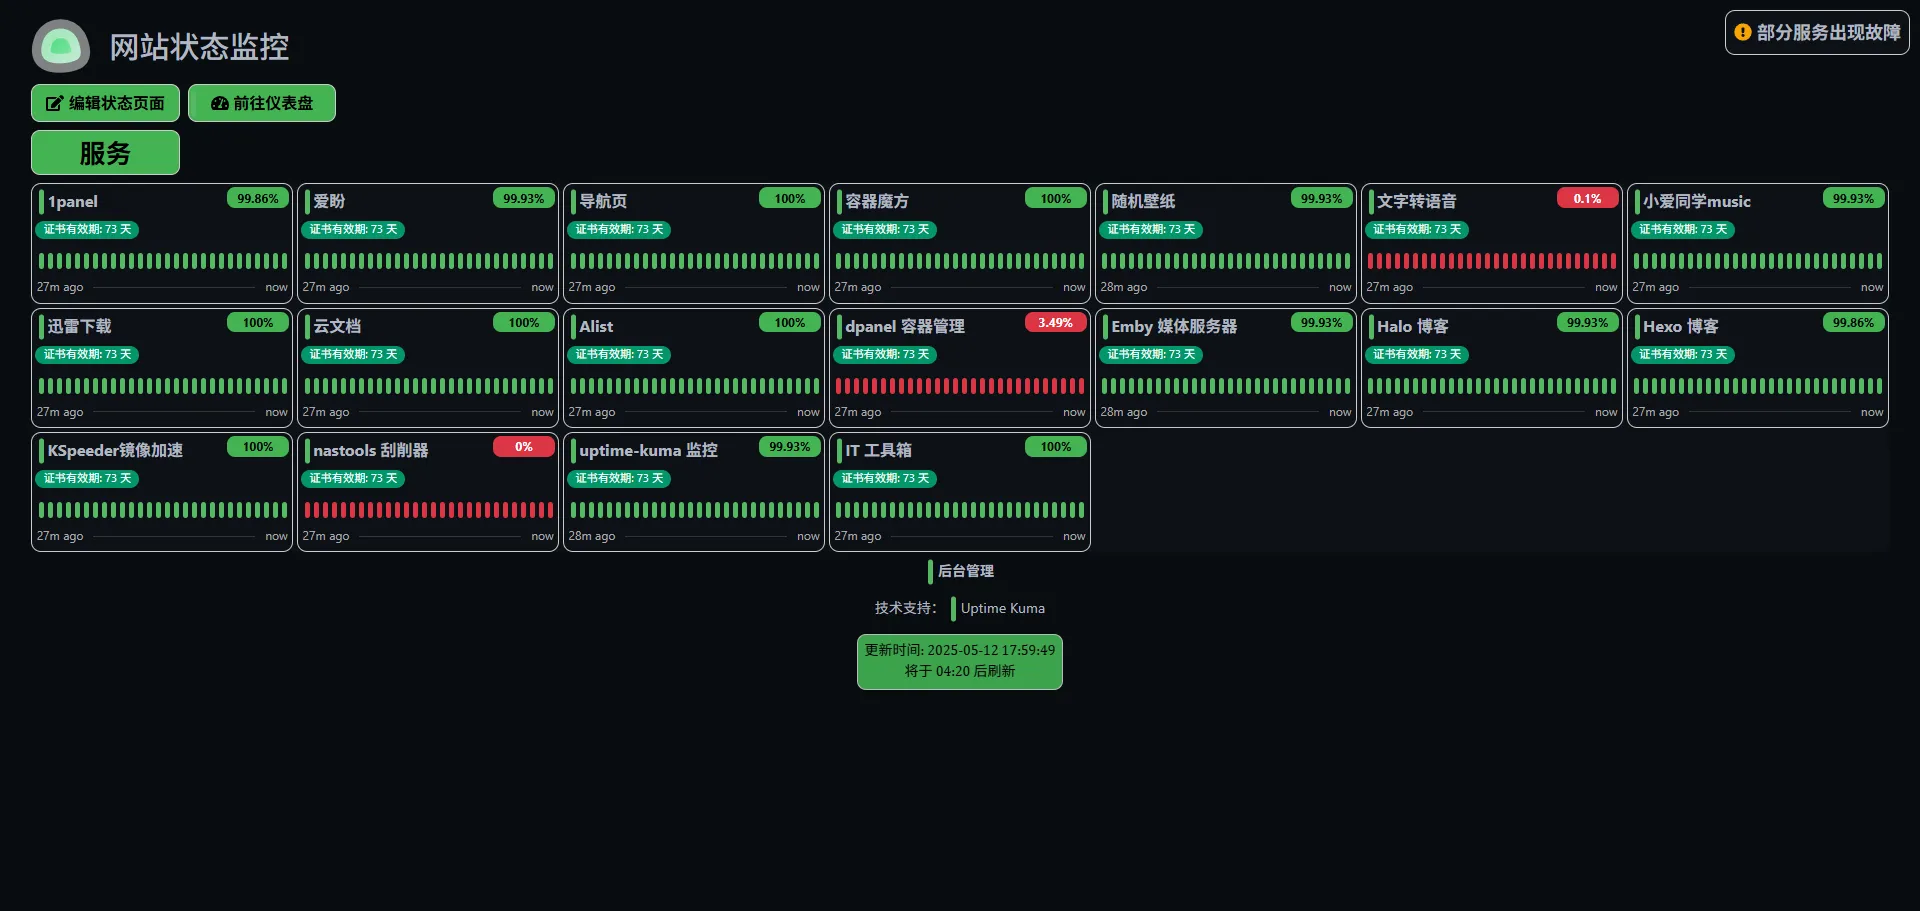 网站状态监控
部分服务出现故障
编辑状态页面
前往仪表盘
服务
1panel
99.86%
证书有效期: 73 天
27m ago
now
爱盼
99.93%
证书有效期: 73 天
27m ago
now
导航页
100%
证书有效期: 73 天
27m ago
now
容器魔方
100%
证书有效期: 73 天
27m ago
now
随机壁纸
99.93%
证书有效期: 73 天
28m ago
now
文字转语音
0.1%
证书有效期: 73 天
27m ago
now
小爱同学music
99.93%
证书有效期: 73 天
27m ago
now
迅雷下载
100%
证书有效期: 73 天
27m ago
now
云文档
100%
证书有效期: 73 天
27m ago
now
Alist
100%
证书有效期: 73 天
27m ago
now
dpanel 容器管理
3.49%
证书有效期: 73 天
27m ago
now
Emby 媒体服务器
99.93%
证书有效期: 73 天
28m ago
now
Halo 博客
99.93%
证书有效期: 73 天
27m ago
now
Hexo 博客
99.86%
证书有效期: 73 天
27m ago
now
KSpeeder镜像加速
100%
证书有效期: 73 天
27m ago
now
nastools 刮削器
0%
证书有效期: 73 天
27m ago
now
uptime-kuma 监控
99.93%
证书有效期: 73 天
28m ago
now
IT 工具箱
100%
证书有效期: 73 天
27m ago
now
后台管理
技术支持： Uptime Kuma
更新时间: 2025-05-12 17:59:49
将于 04:20 后刷新